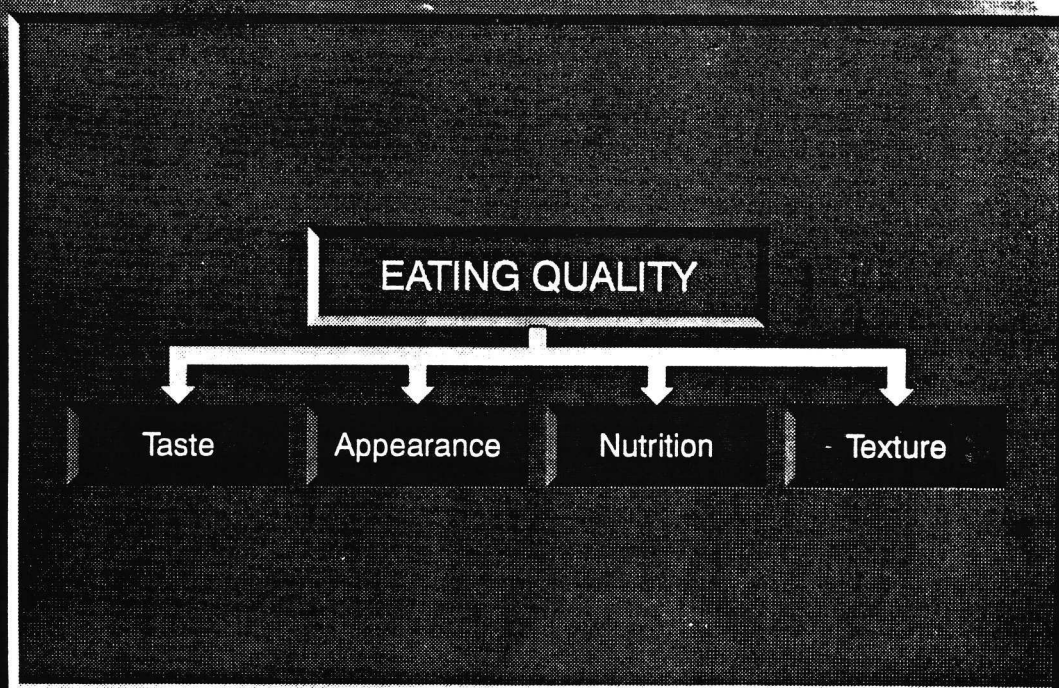 EATING QUALITY
Taste
Appearance
Nutrition
Texture